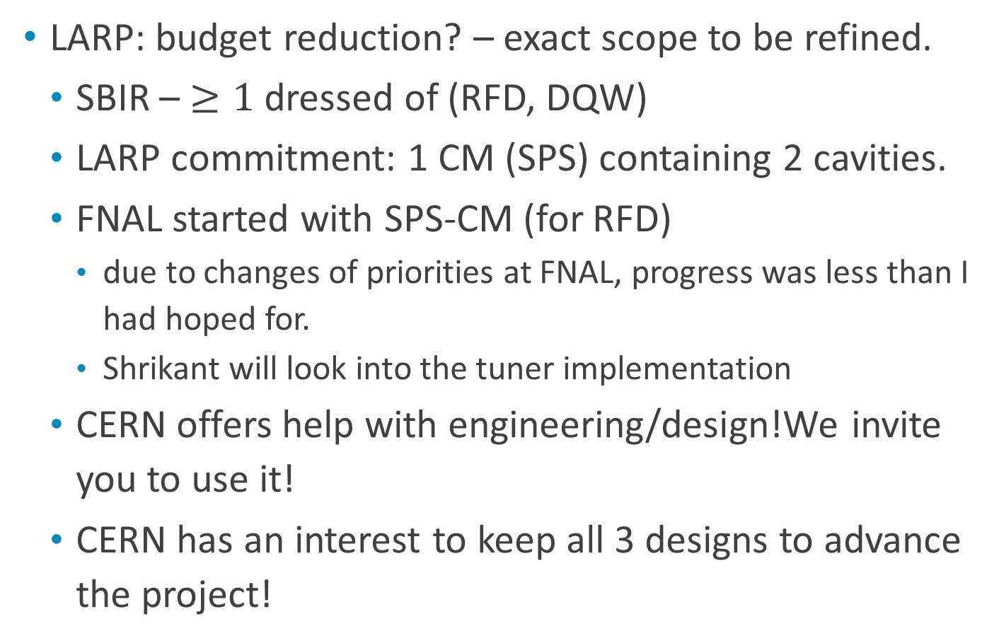 • LARP: budget reduction? – exact scope to be refined.
• SBIR – ≥ 1 dressed of (RFD, DQW)
• LARP commitment: 1 CM (SPS) containing 2 cavities.
• FNAL started with SPS-CM (for RFD)
• due to changes of priorities at FNAL, progress was less than I
had hoped for.
• Shrikant will look into the tuner implementation
• CERN offers help with engineering/design!We invite
you to use it!
• CERN has an interest to keep all 3 designs to advance
the project!